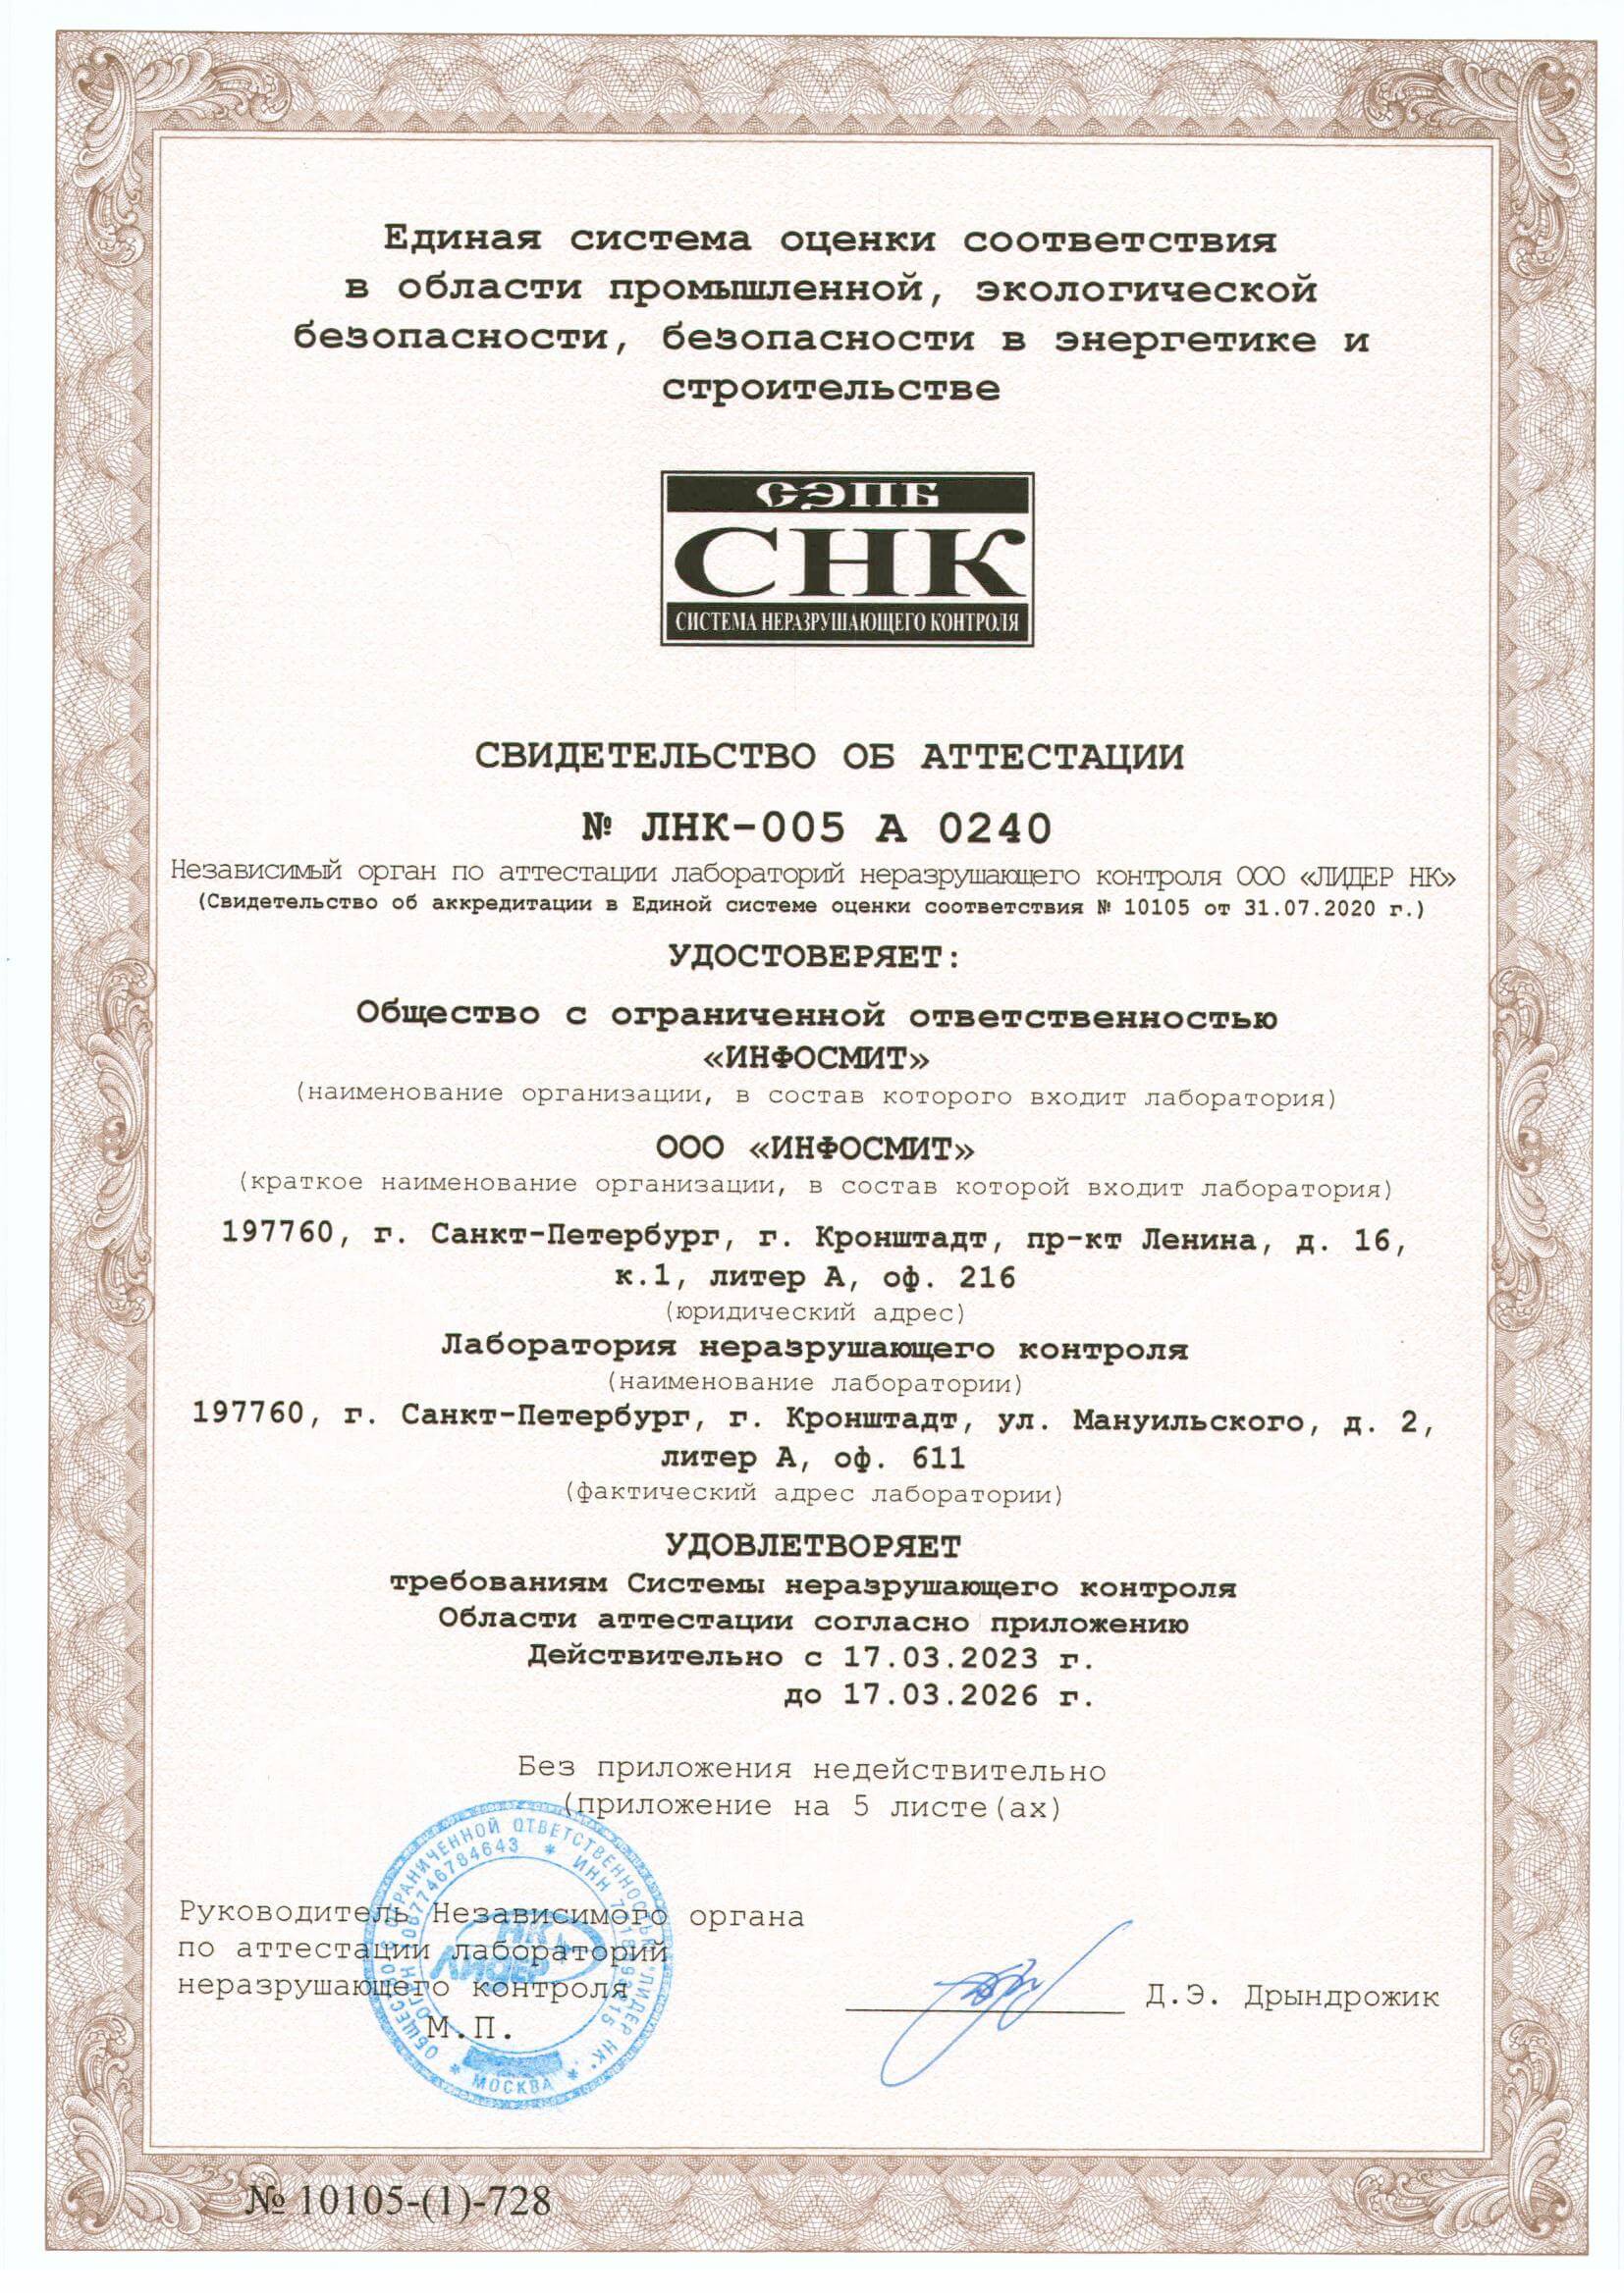 Единая система оценки соответствия
в области промышленной, экологической
безопасности, безопасности в энергетике и
строительстве
СЭПБ
СНК
СИСТЕМА НЕРАЗРУШАЮЩЕГО КОНТРОЛЯ
СВИДЕТЕЛЬСТВО ОБ АТТЕСТАЦИИ
№ ЛНК-005 А 0240
Независимый орган по аттестации лабораторий неразрушающего контроля ООО «ЛИДЕР НК»
(Свидетельство об аккредитации в Единой системе оценки соответствия № 10105 от 31.07.2020 г.)
УДОСТОВЕРЯЕТ:
Общество с ограниченной ответственностью
«ИНФОСМИТ»
(наименование организации, в состав которого входит лаборатория)
ООО «ИНФОСМИТ»
(краткое наименование организации, в состав которой входит лаборатория)
197760, г. Санкт-Петербург, г. Кронштадт, пр-кт Ленина, д. 16,
к.1, литер А, оф. 216
(юридический адрес)
Лаборатория неразрушающего контроля
(наименование лаборатории)
197760, г. Санкт-Петербург, г. Кронштадт, ул. Мануильского, д. 2,
литер А, оф. 611
(фактический адрес лаборатории)
УДОВЛЕТВОРЯЕТ
требованиям Системы неразрушающего контроля
Области аттестации согласно приложению
Действительно с 17.03.2023 г.
до 17.03.2026 г.
Без приложения недействительно
(приложение на 5 листе(ах)
Руководитель Независимого органа
по аттестации лабораторий
неразрушающего контроля
М.П.
Д.Э. Дрындрожик
ОГРАНИЧЕННОЙ ОТВЕТСТВЕННОСТЬЮ "ЛИДЕР НК"
* МОСКВА *
НК
ЛИДЕР
№ 10105-(1)-728